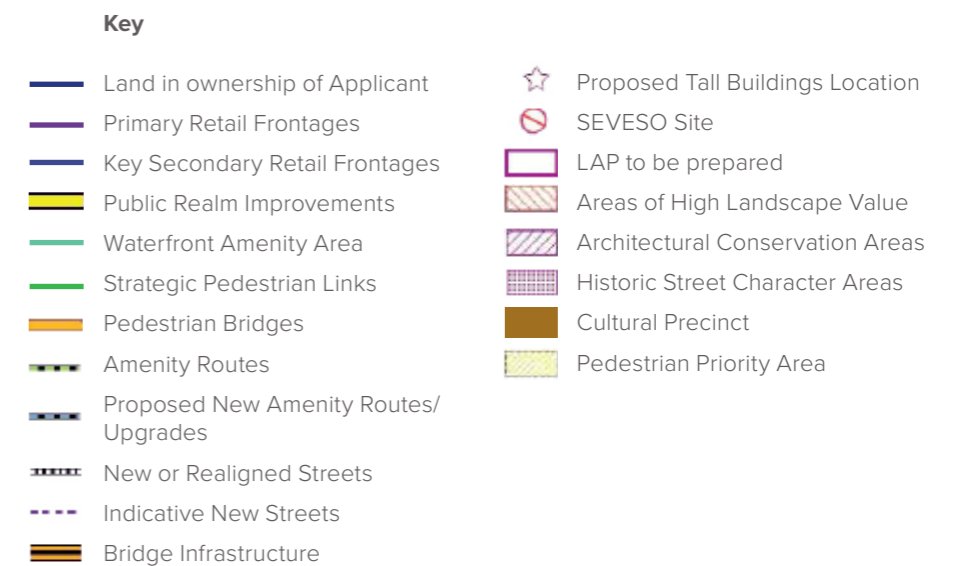 Key
Land in ownership of Applicant
Primary Retail Frontages
Key Secondary Retail Frontages
Public Realm Improvements
Waterfront Amenity Area
Strategic Pedestrian Links
Pedestrian Bridges
Amenity Routes
Proposed New Amenity Routes/
Upgrades
New or Realigned Streets
Indicative New Streets
Bridge Infrastructure
Proposed Tall Buildings Location
SEVESO Site
LAP to be prepared
Areas of High Landscape Value
Architectural Conservation Areas
Historic Street Character Areas
Cultural Precinct
Pedestrian Priority Area